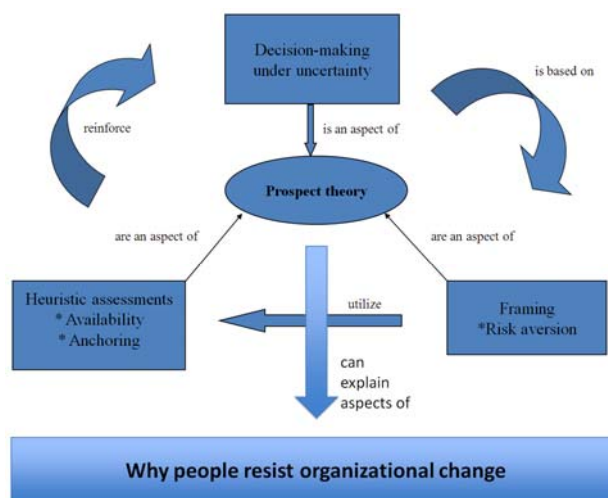 Decision-making
under uncertainty
is based on
reinforce
is an aspect of
Prospect theory
are an aspect of
are an aspect of
Heuristic assessments
* Availability
* Anchoring
utilize
Framing
*Risk aversion
can
explain
aspects of
Why people resist organizational change